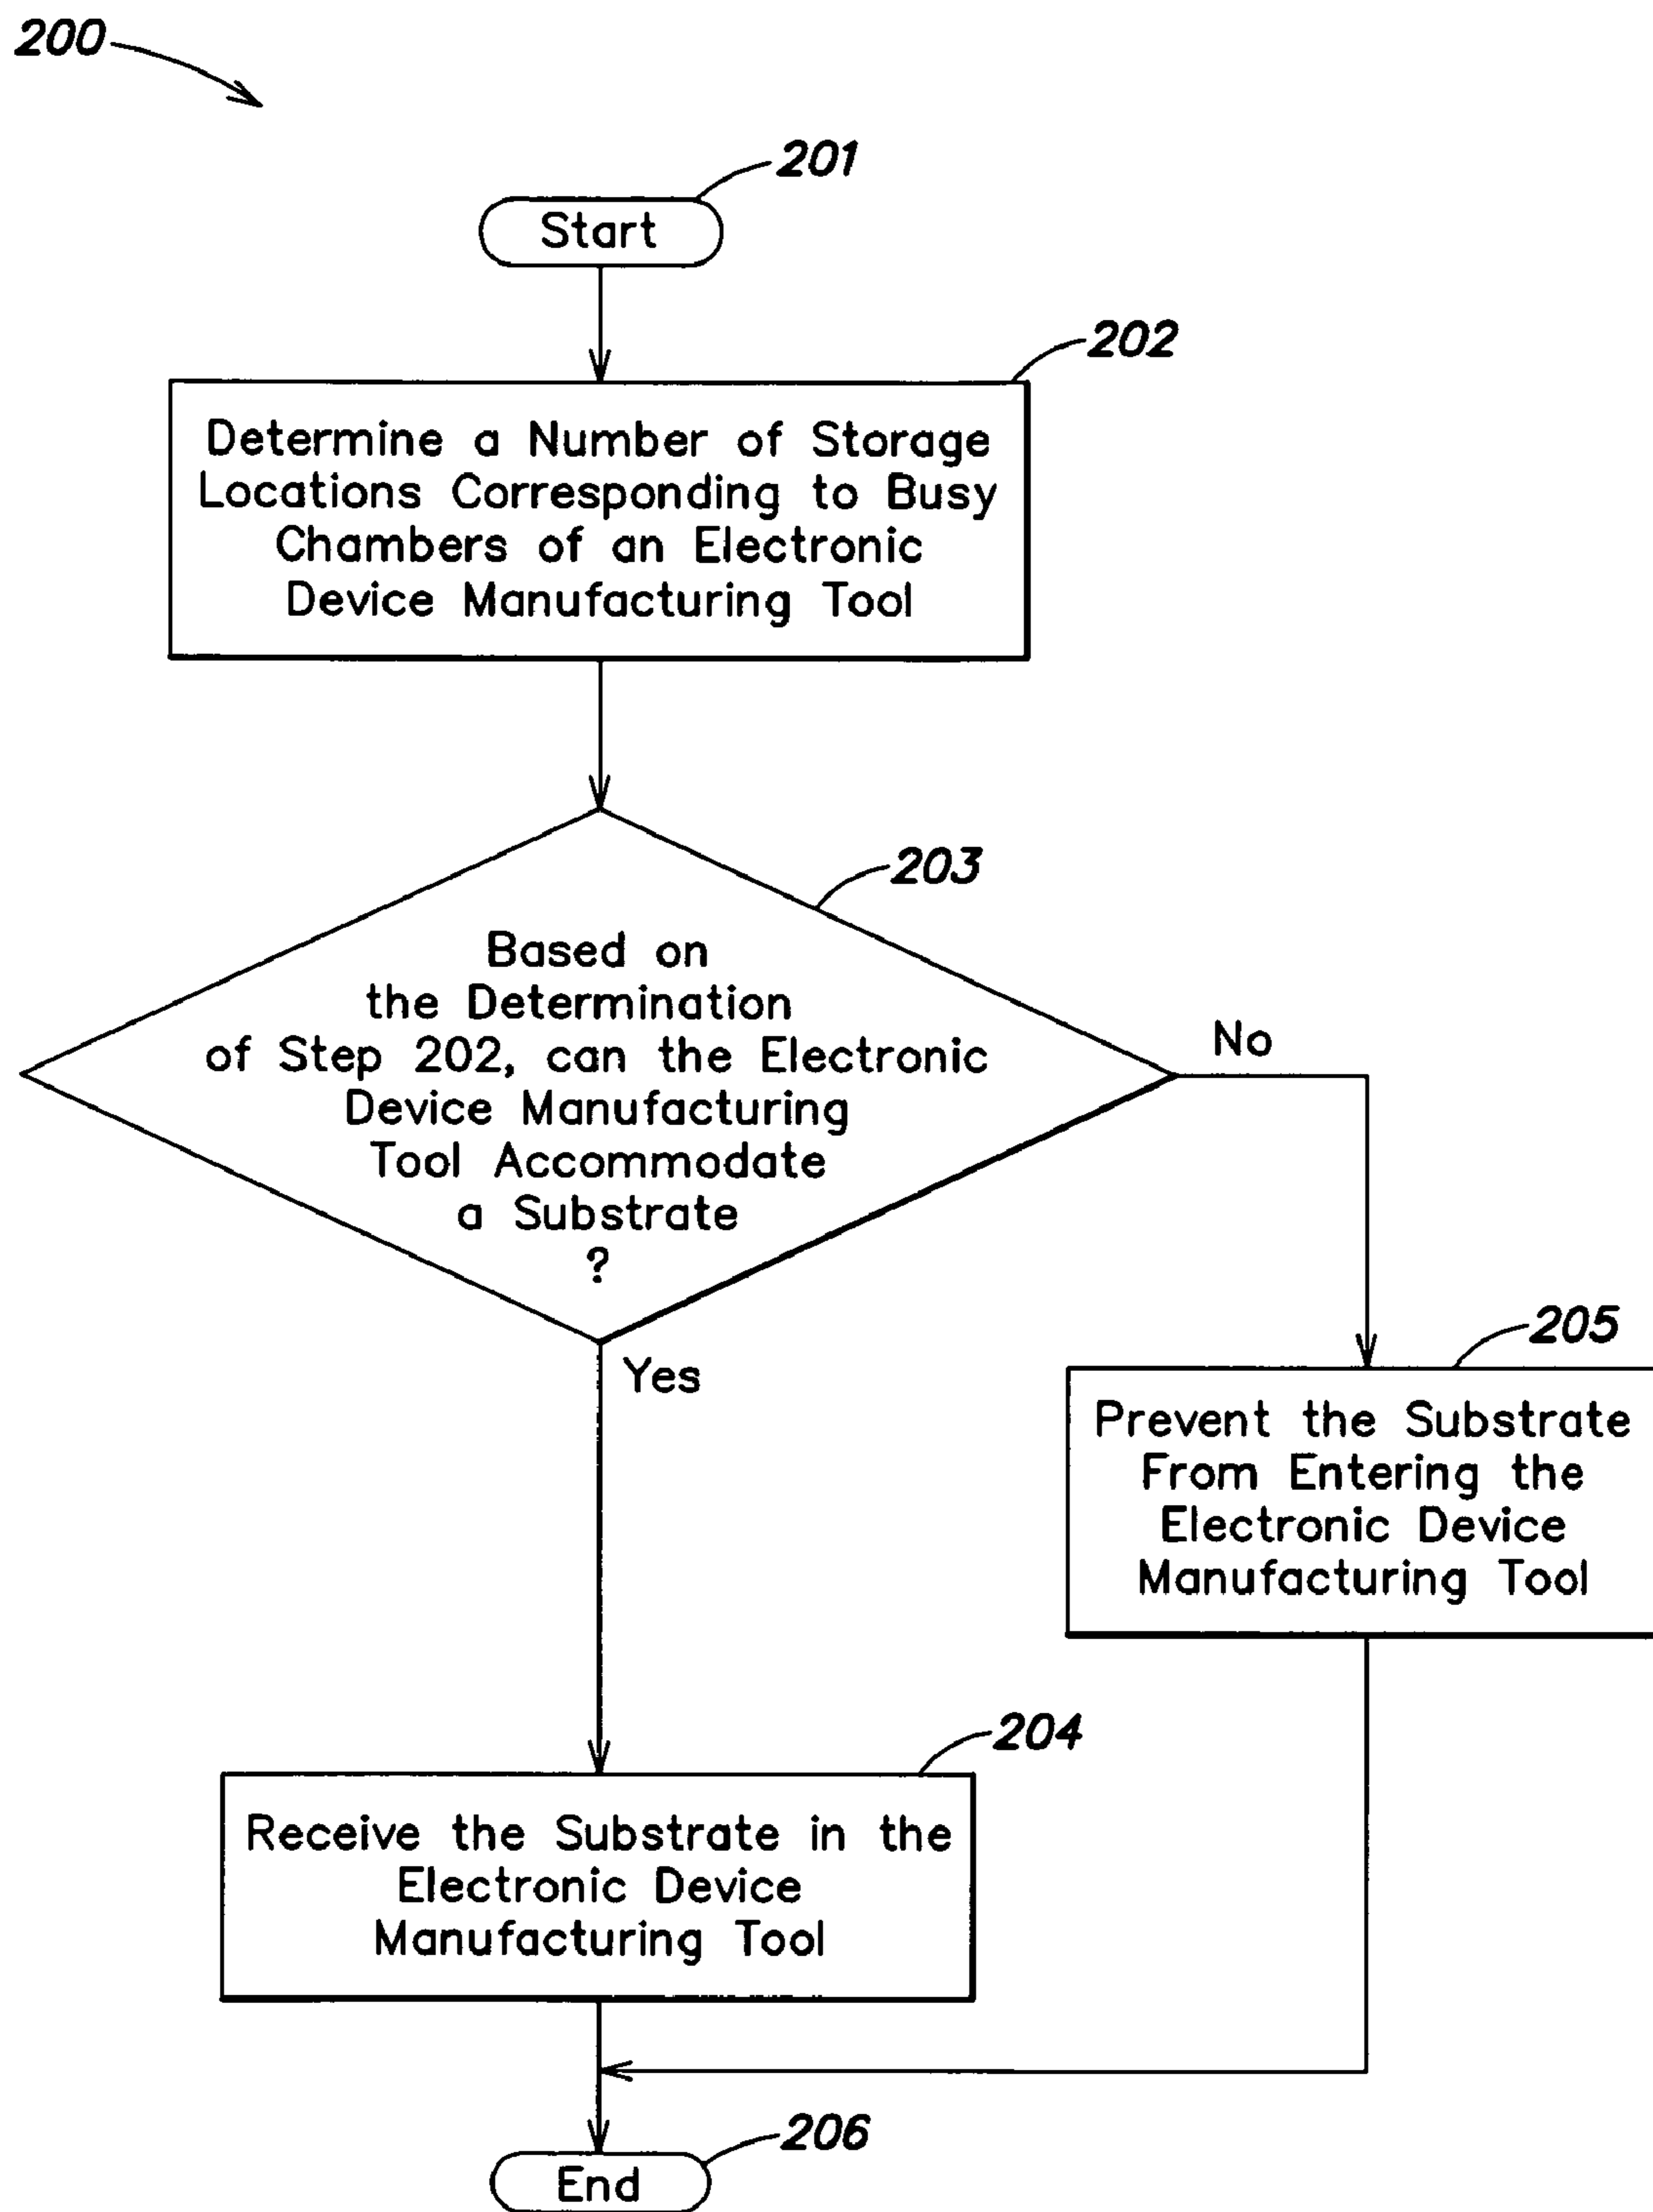 200
201
Start
202
Determine a Number of Storage
Locations Corresponding to Busy
Chambers of an Electronic
Device Manufacturing Tool
203
Based on
the Determination
of Step 202, can the Electronic
Device Manufacturing
Tool Accommodate
a Substrate
?
No
Yes
205
Prevent the Substrate
From Entering the
Electronic Device
Manufacturing Tool
204
Receive the Substrate in the
Electronic Device
Manufacturing Tool
206
End